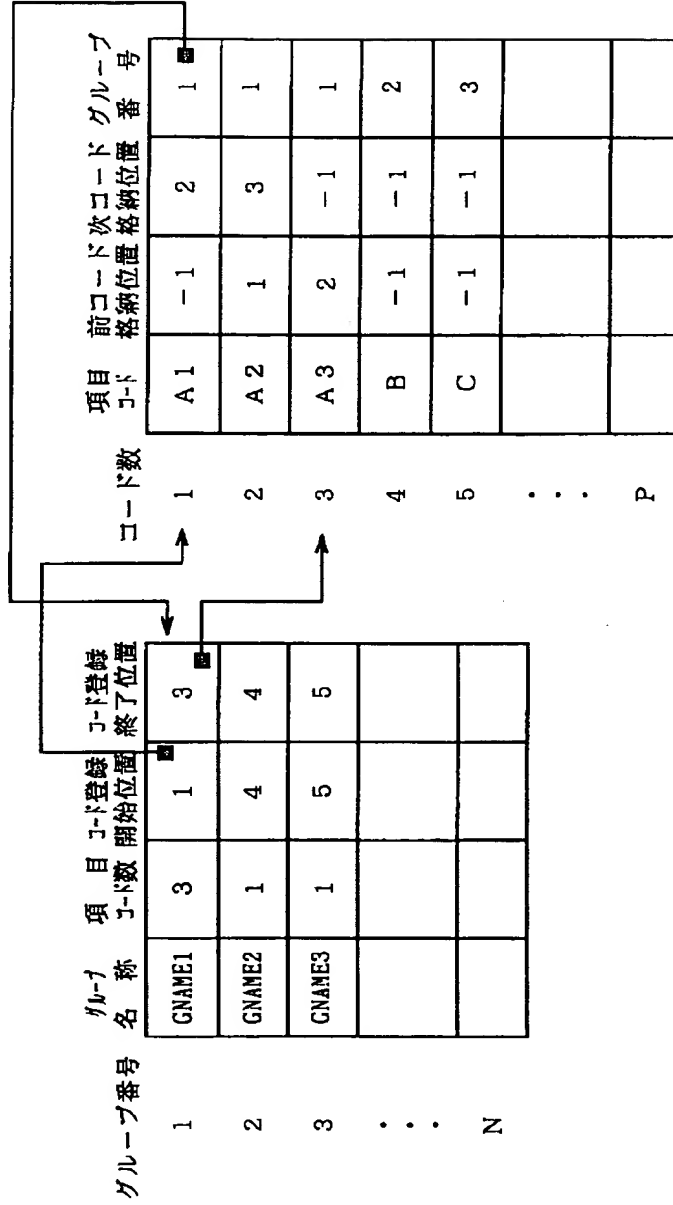 グループ番号 グループ名称 項目コード数 コード登録開始位置 コード登録終了位置
1 GNAME1 3 1 3
2 GNAME2 1 4 4
3 GNAME3 1 5 5
・・・
N
コード数 項目コード 前コード格納位置 次コード格納位置 グループ番号
1 A1 －1 2 1
2 A2 1 3 1
3 A3 2 －1 1
4 B －1 －1 2
5 C －1 －1 3
・・・
P